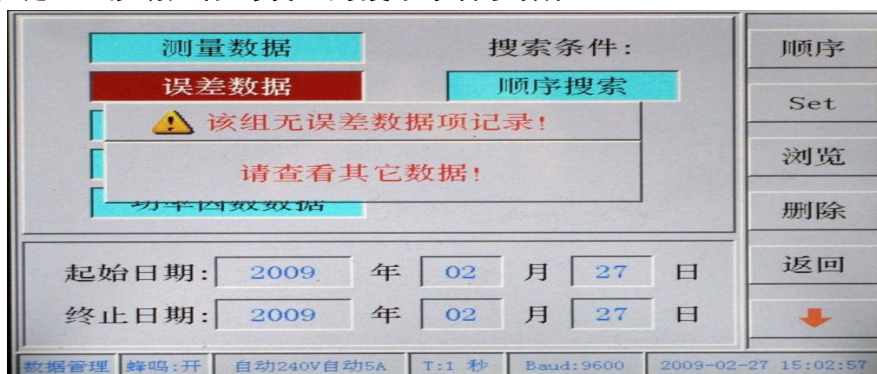 测量数据 搜索条件: 顺序
误差数据 顺序搜索
Set
该组无误差数据项记录!
请查看其它数据! 浏览
功率因数数据 删除
起始日期: 2009 年 02 月 27 日 返回
终止日期: 2009 年 02 月 27 日
数据管理 蜂鸣:开 自动240V自动5A T:1 秒 Baud:9600 2009-02-27 15:02:57